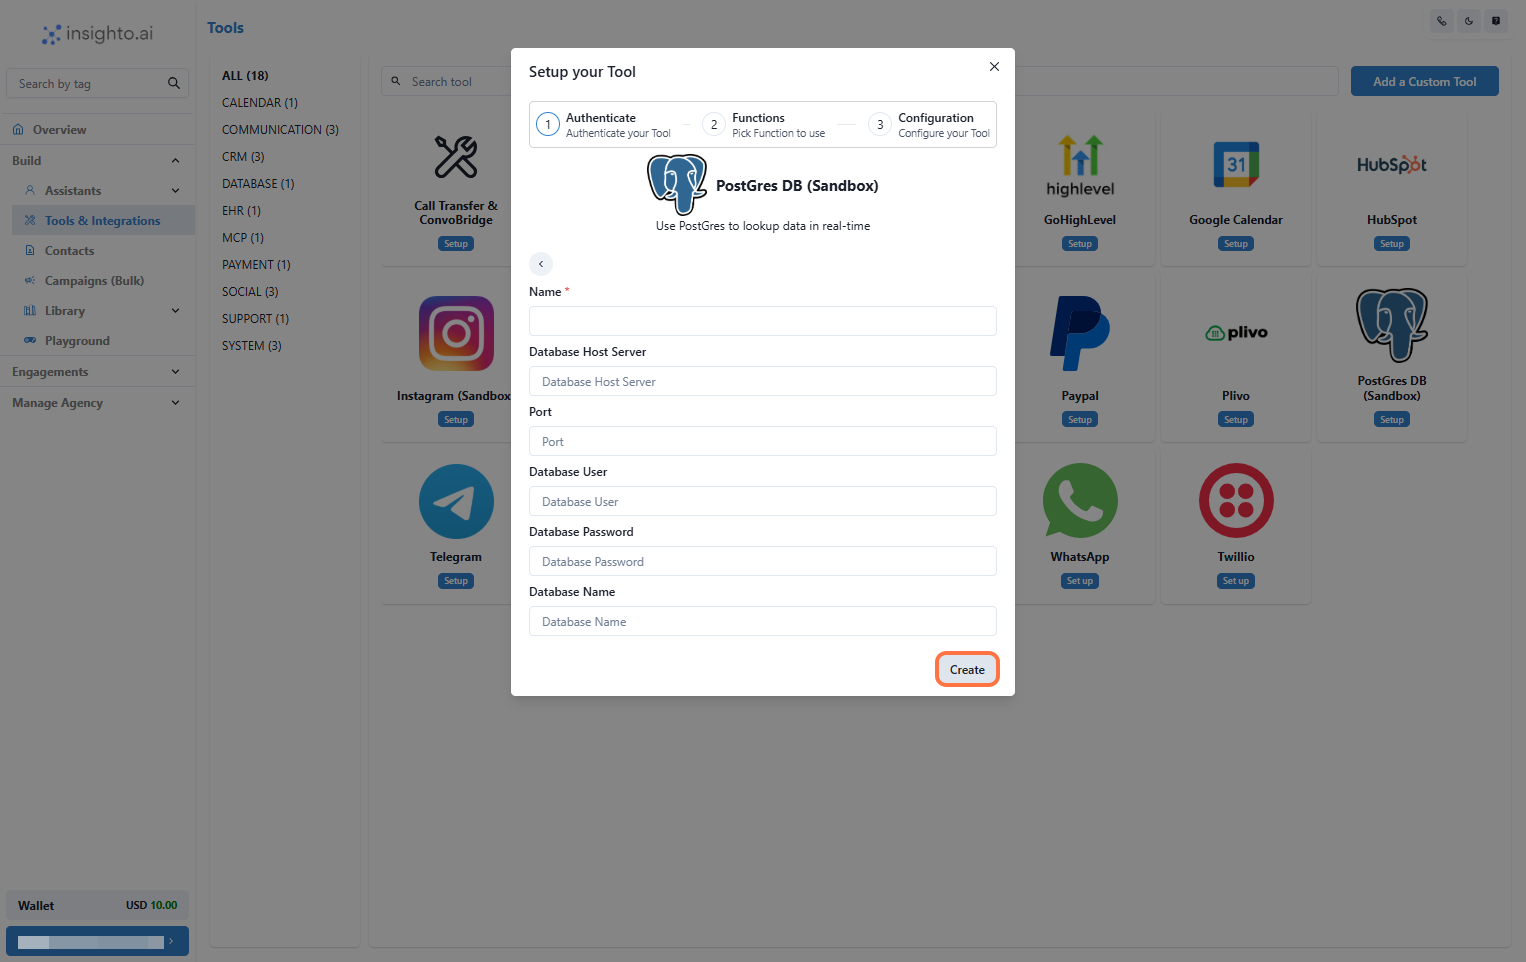 insighto.ai
Search by tag
Overview
Build
Assistants
Tools & Integrations
Contacts
Campaigns (Bulk)
Library
Playground
Engagements
Manage Agency
Wallet
USD 10.00
Tools
ALL (18)
CALENDAR (1)
COMMUNICATION (3)
CRM (3)
DATABASE (1)
EHR (1)
MCP (1)
PAYMENT (1)
SOCIAL (3)
SUPPORT (1)
SYSTEM (3)
Search tool
Add a Custom Tool
Call Transfer &
ConvoBridge
Setup
highlevel
GoHighLevel
Setup
31
Google Calendar
Setup
HubSpot
HubSpot
Setup
Instagram (Sandbox
Setup
Paypal
Setup
plivo
Plivo
Setup
PostGres DB
(Sandbox)
Setup
Telegram
Setup
WhatsApp
Set up
Twillio
Set up
Setup your Tool
1
Authenticate
Authenticate your Tool
2
Functions
Pick Function to use
3
Configuration
Configure your Tool
PostGres DB (Sandbox)
Use PostGres to lookup data in real-time
Name *
Database Host Server
Database Host Server
Port
Port
Database User
Database User
Database Password
Database Password
Database Name
Database Name
Create